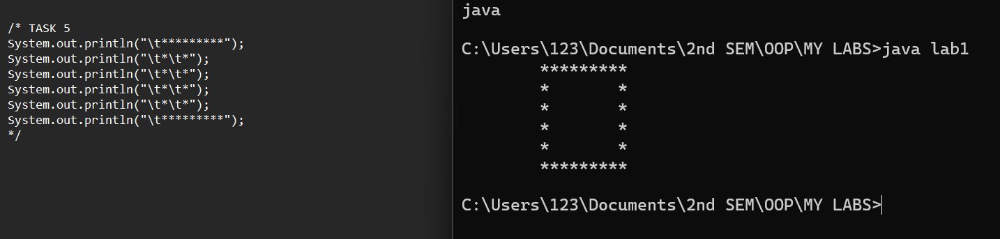 /* TASK 5
System.out.println("\t*********");
System.out.println("\t*\t*");
System.out.println("\t*\t*");
System.out.println("\t*\t*");
System.out.println("\t*\t*");
System.out.println("\t*********");
*/
java
C:\Users\123\Documents\2nd SEM\OOP\MY LABS>java lab1
        *********
        *       *
        *       *
        *       *
        *       *
        *********
C:\Users\123\Documents\2nd SEM\OOP\MY LABS>